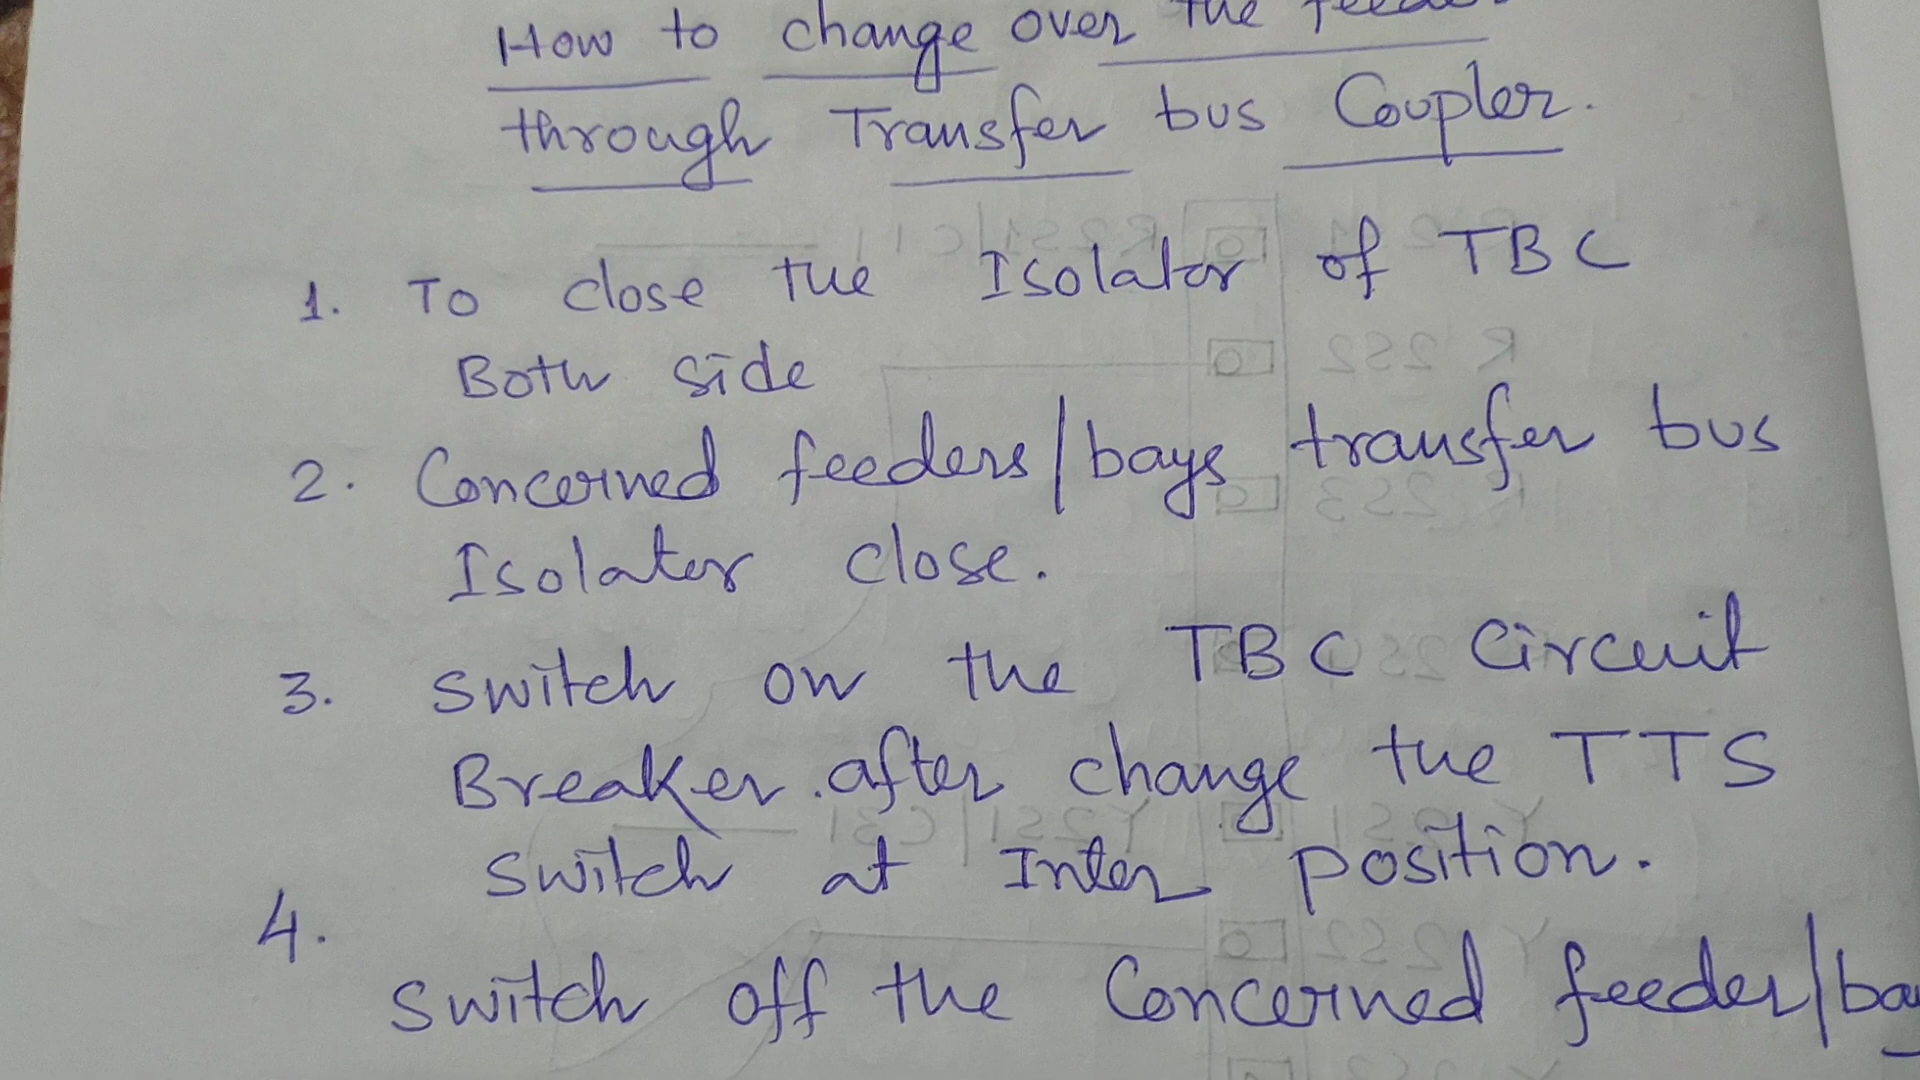 How to change over the feeder
through Transfer bus Coupler.
1. To close the Isolator of TBC
Both side
2. Concerned feeders/bays transfer bus
Isolator close.
3. switch on the TBC Circuit
Breaker. after change the TTS
switch at Inter position.
4.
switch off the Concerned feeder/bay